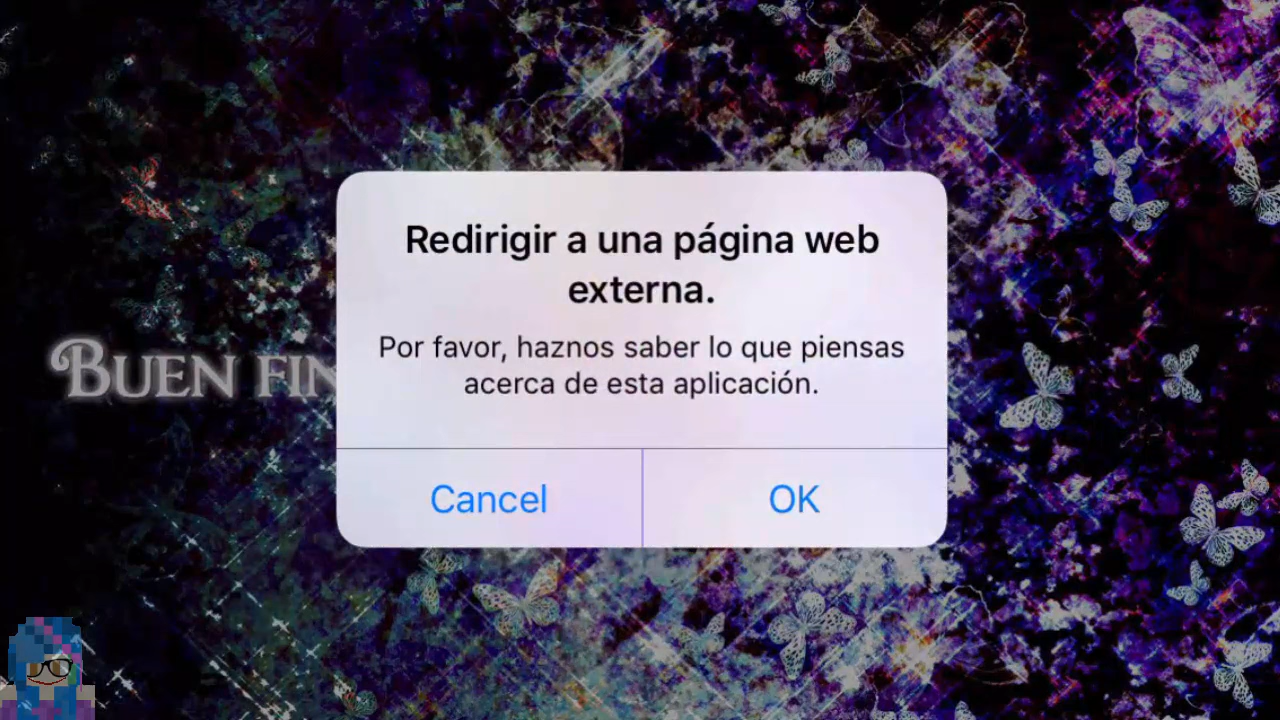 Redirigir a una página web
externa.
Por favor, haznos saber lo que piensas
acerca de esta aplicación.
BUEN FIN
Cancel
OK